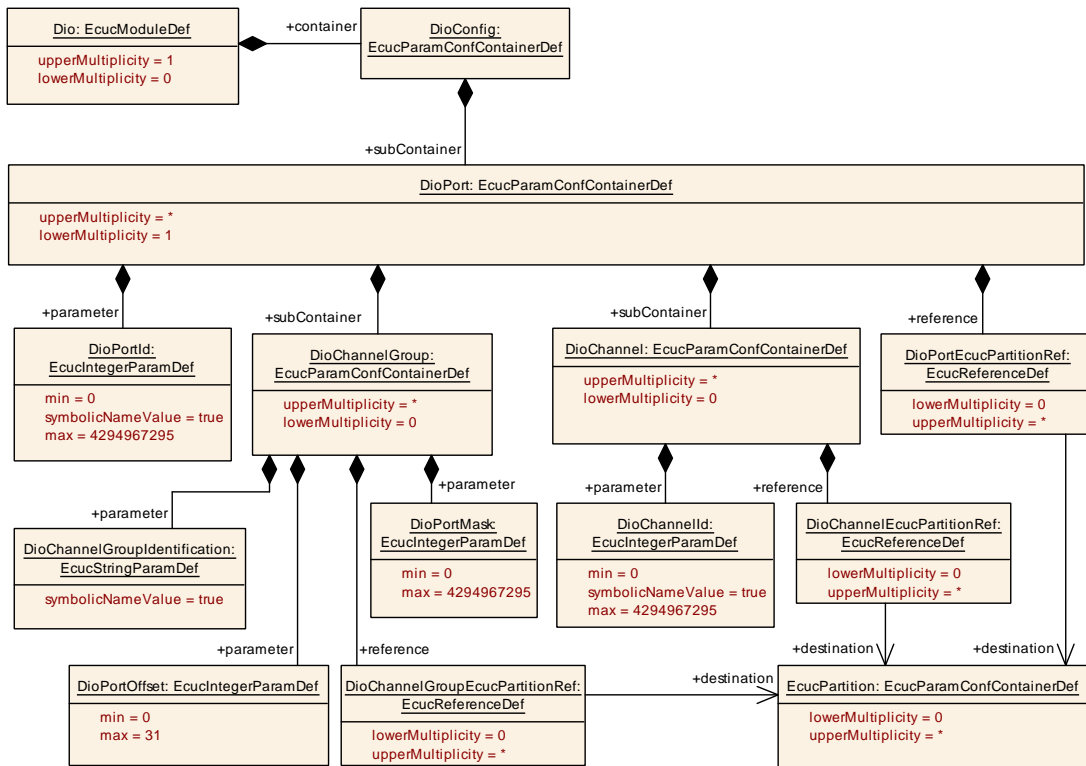 Dio: EcucModuleDef
upperMultiplicity = 1
lowerMultiplicity = 0
+container
DioConfig:
EcucParamConfContainerDef
+subContainer
DioPort: EcucParamConfContainerDef
upperMultiplicity = *
lowerMultiplicity = 1
+parameter
+subContainer
+subContainer
+reference
DioPortId:
EcucIntegerParamDef
min = 0
symbolicNameValue = true
max = 4294967295
DioChannelGroup:
EcucParamConfContainerDef
upperMultiplicity = *
lowerMultiplicity = 0
DioChannel: EcucParamConfContainerDef
upperMultiplicity = *
lowerMultiplicity = 0
DioPortEcucPartitionRef:
EcucReferenceDef
lowerMultiplicity = 0
upperMultiplicity = *
+parameter
+parameter
+parameter
+reference
DioChannelGroupIdentification:
EcucStringParamDef
symbolicNameValue = true
DioPortMask:
EcucIntegerParamDef
min = 0
max = 4294967295
DioChannelId:
EcucIntegerParamDef
min = 0
symbolicNameValue = true
max = 4294967295
DioChannelEcucPartitionRef:
EcucReferenceDef
lowerMultiplicity = 0
upperMultiplicity = *
+parameter
+reference
+destination
+destination
+destination
DioPortOffset: EcucIntegerParamDef
min = 0
max = 31
DioChannelGroupEcucPartitionRef:
EcucReferenceDef
lowerMultiplicity = 0
upperMultiplicity = *
EcucPartition: EcucParamConfContainerDef
lowerMultiplicity = 0
upperMultiplicity = *